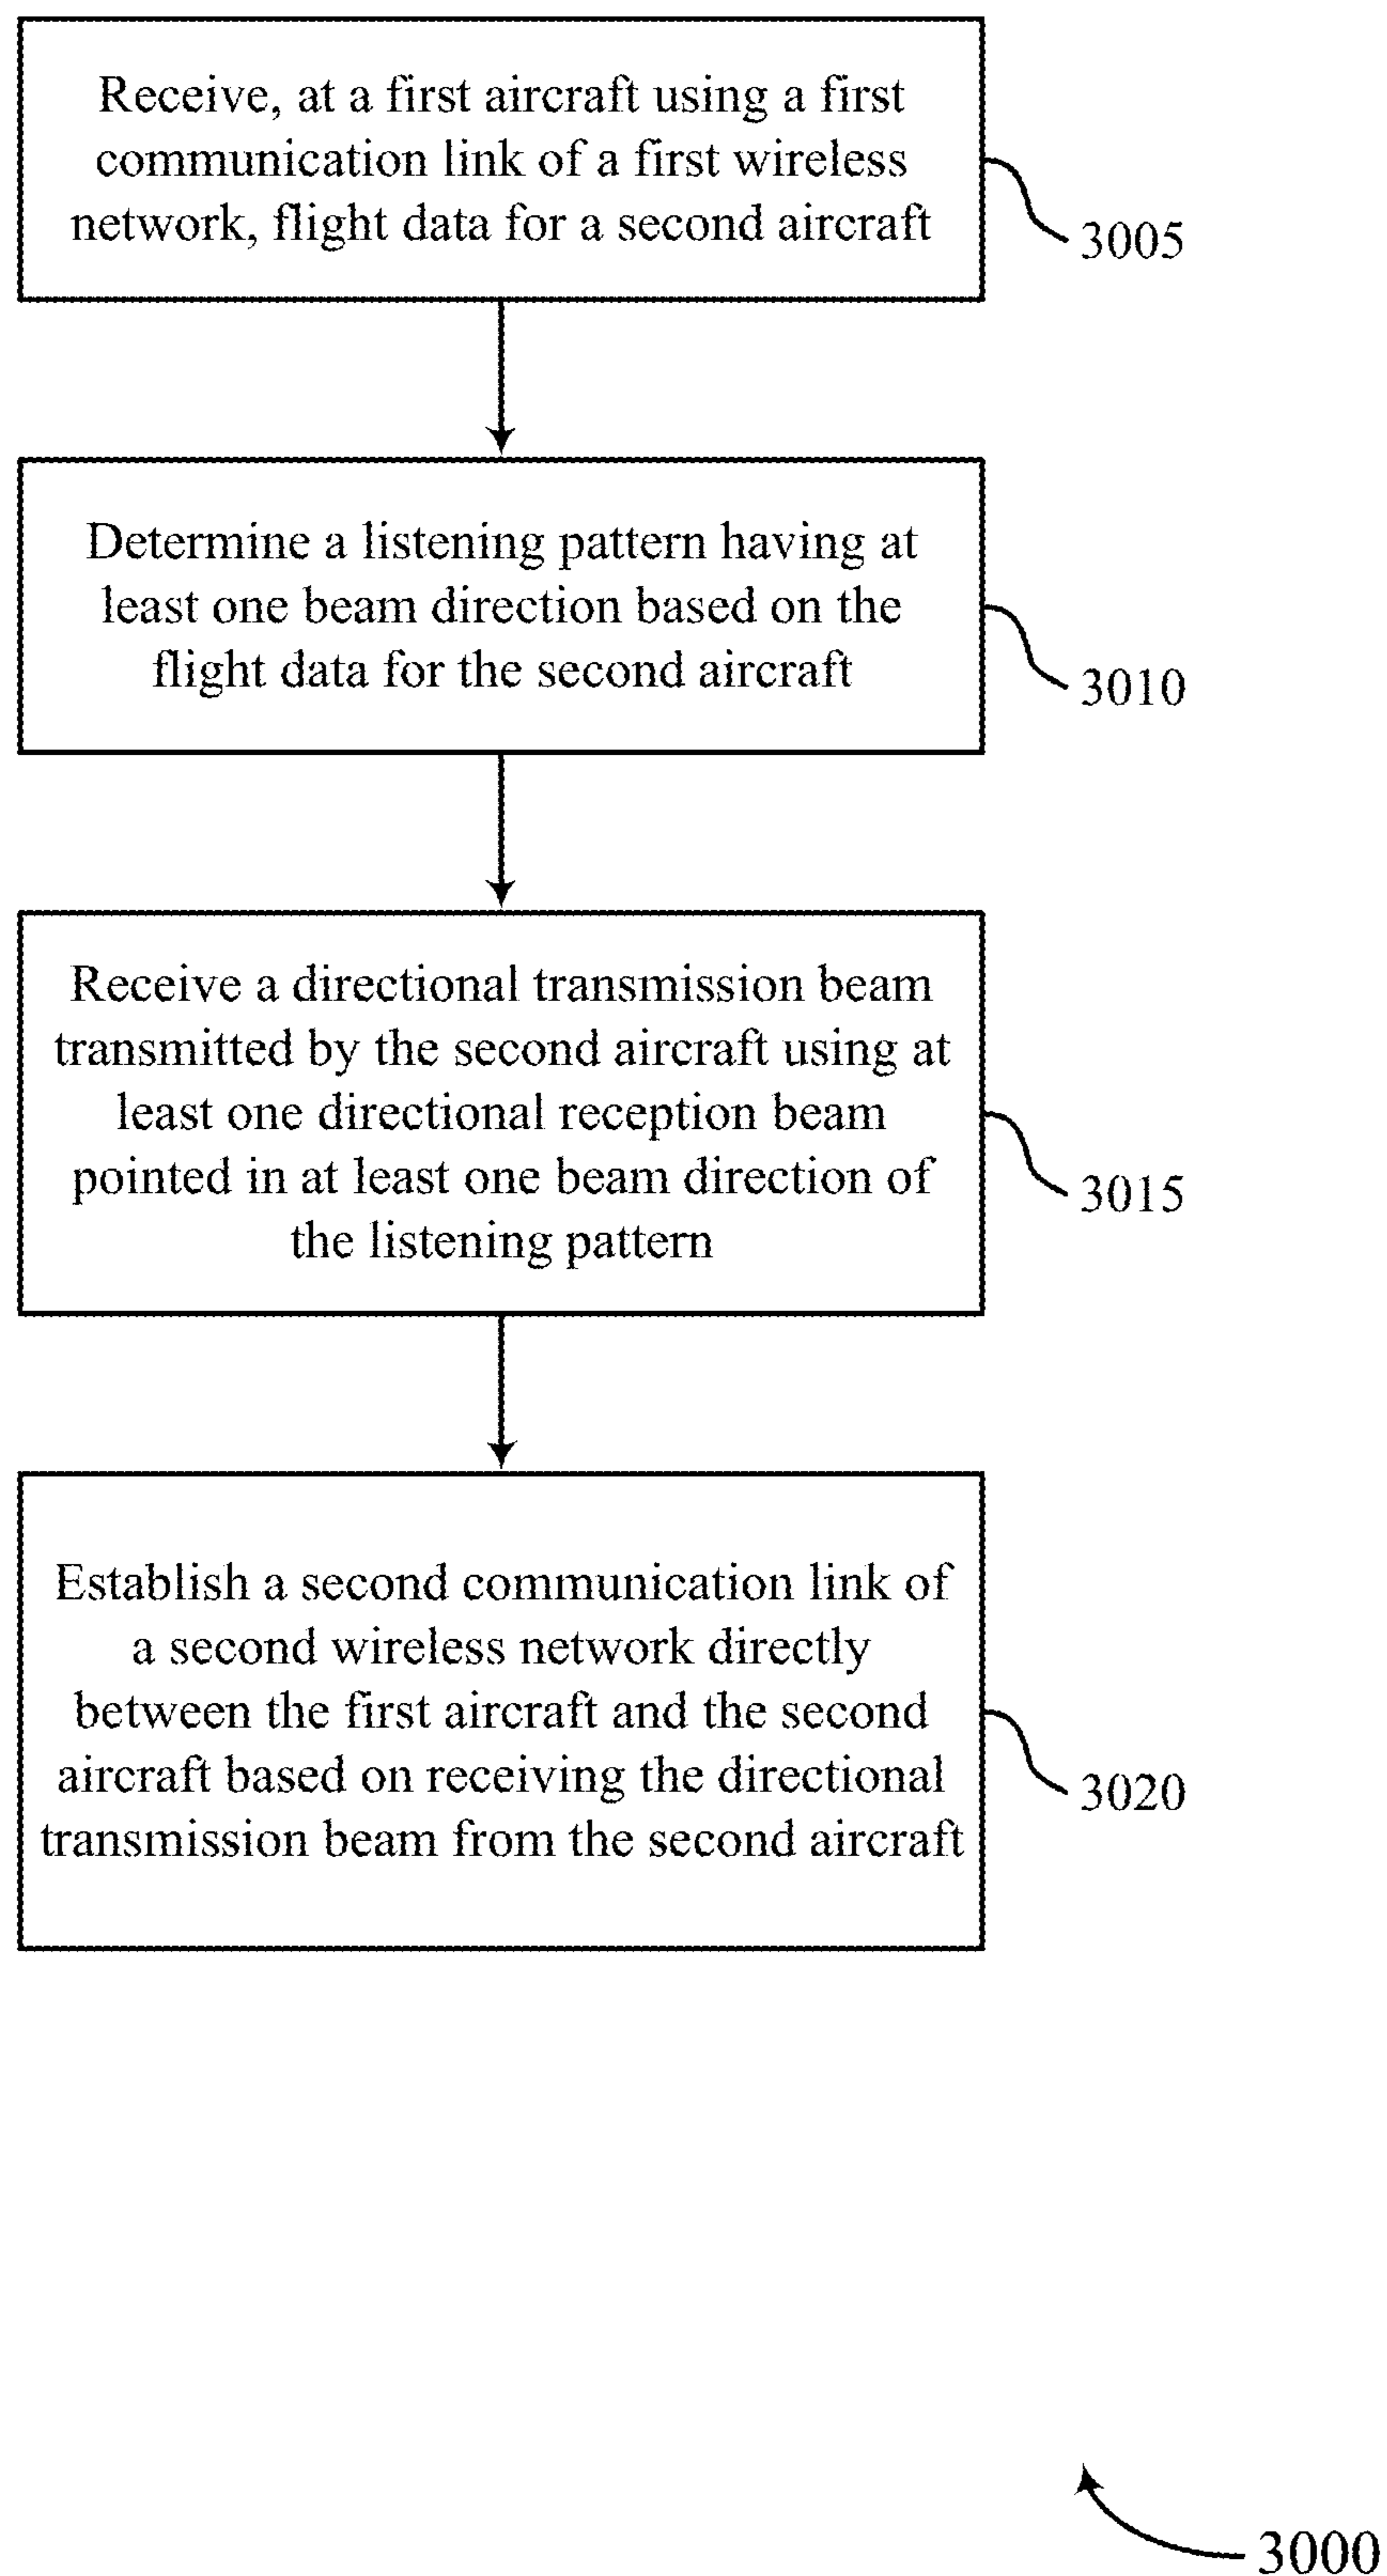 Receive, at a first aircraft using a first
communication link of a first wireless
network, flight data for a second aircraft
3005
Determine a listening pattern having at
least one beam direction based on the
flight data for the second aircraft
3010
Receive a directional transmission beam
transmitted by the second aircraft using at
least one directional reception beam
pointed in at least one beam direction of
the listening pattern
3015
Establish a second communication link of
a second wireless network directly
between the first aircraft and the second
aircraft based on receiving the directional
transmission beam from the second aircraft
3020
3000